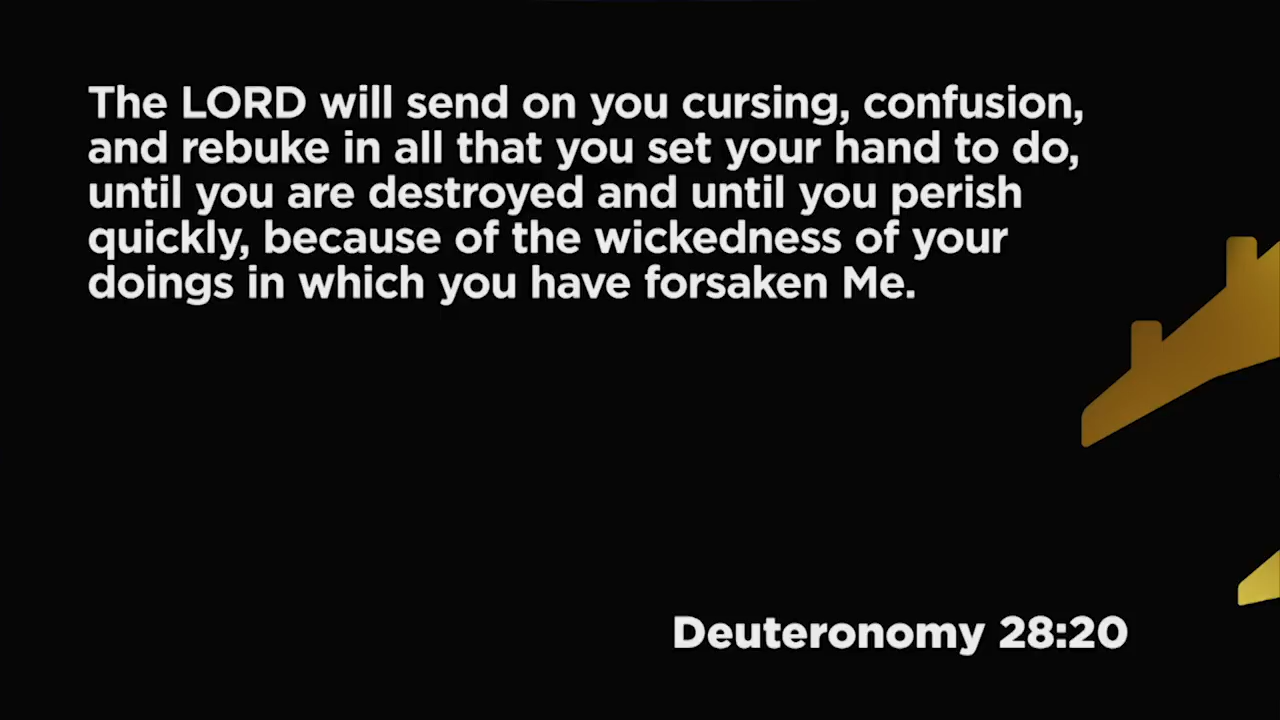 The LORD will send on you cursing, confusion,
and rebuke in all that you set your hand to do,
until you are destroyed and until you perish
quickly, because of the wickedness of your
doings in which you have forsaken Me.
Deuteronomy 28:20